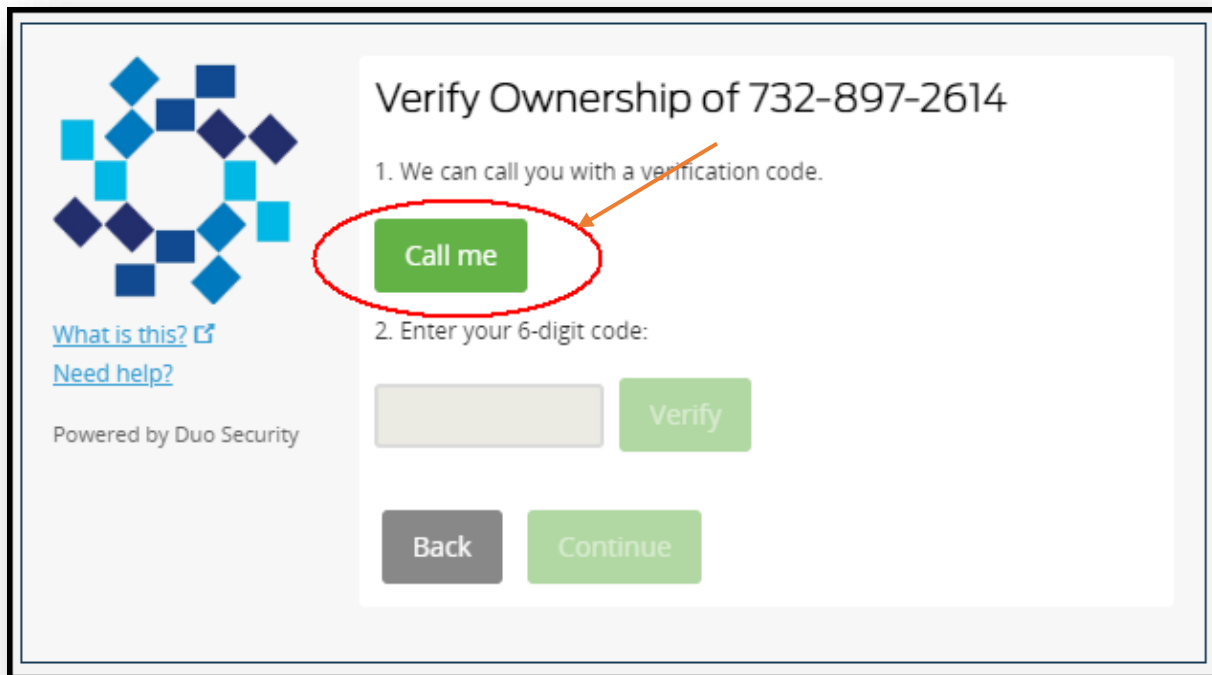 Verify Ownership of 732-897-2614
1. We can call you with a verification code.
Call me
2. Enter your 6-digit code:
Verify
Back
Continue
What is this?
Need help?
Powered by Duo Security